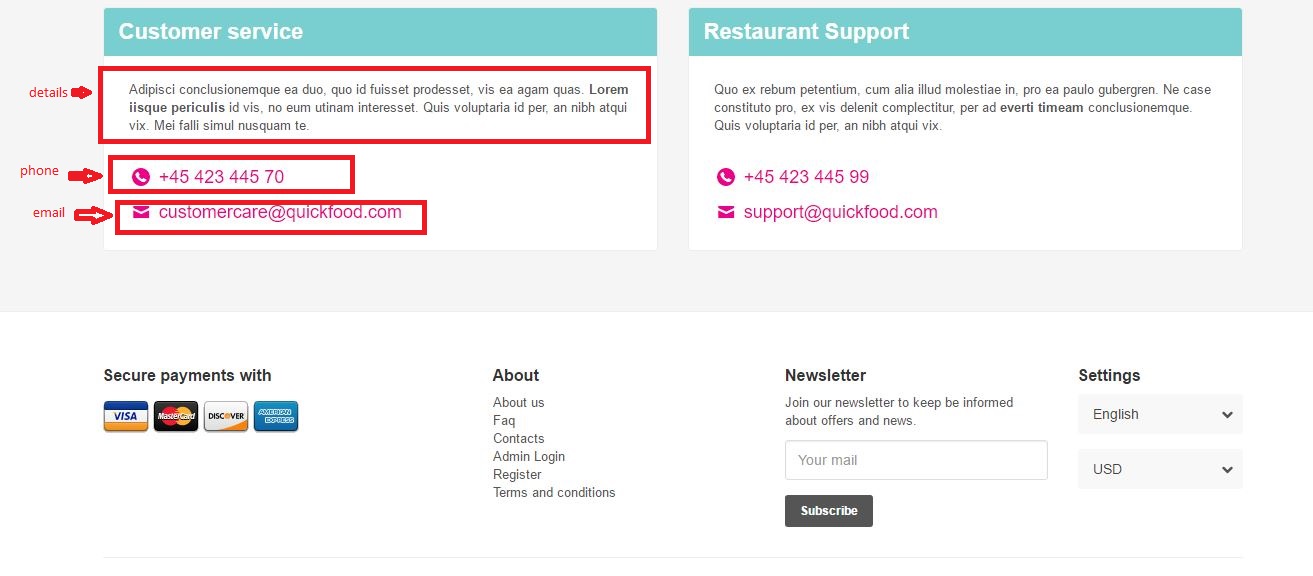 Customer service
details
Adipisci conclusionemque ea duo, quo id fuisset prodesset, vis ea agam quas. Lorem
iisque periculis id vis, no eum utinam interesset. Quis voluptaria id per, an nibh atqui
vix. Mei falli simul nusquam te.
phone
+45 423 445 70
email
customercare@quickfood.com
Restaurant Support
Quo ex rebum petentium, cum alia illud molestiae in, pro ea paulo gubergren. Ne case
constituto pro, ex vis delenit complectitur, per ad everti timeam conclusionemque.
Quis voluptaria id per, an nibh atqui vix.
+45 423 445 99
support@quickfood.com
Secure payments with
VISA
MasterCard
DISCOVER
AMERICAN
EXPRESS
About
About us
Faq
Contacts
Admin Login
Register
Terms and conditions
Newsletter
Join our newsletter to keep be informed
about offers and news.
Your mail
Subscribe
Settings
English
USD